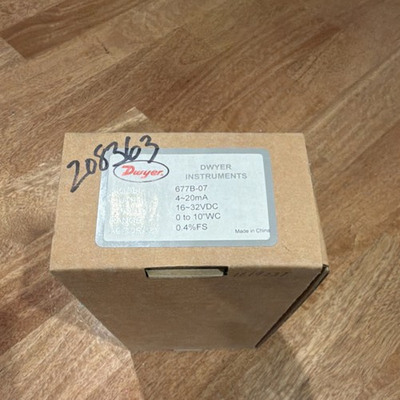 208363
Dwyer
DWYER
INSTRUMENTS
677B-07
4~20mA
16~32VDC
0 to 10"WC
0.4%FS
Made in China